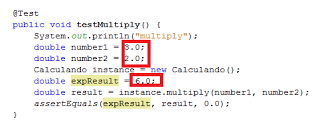 @Test
public void testMultiply() {
System.out.println("multiply");
double number1 = 3.0;
double number2 = 2.0;
Calculando instance = new Calculando();
double expResult = 6.0;
double result = instance.multiply(number1, number2);
assertEquals(expResult, result, 0.0);
}